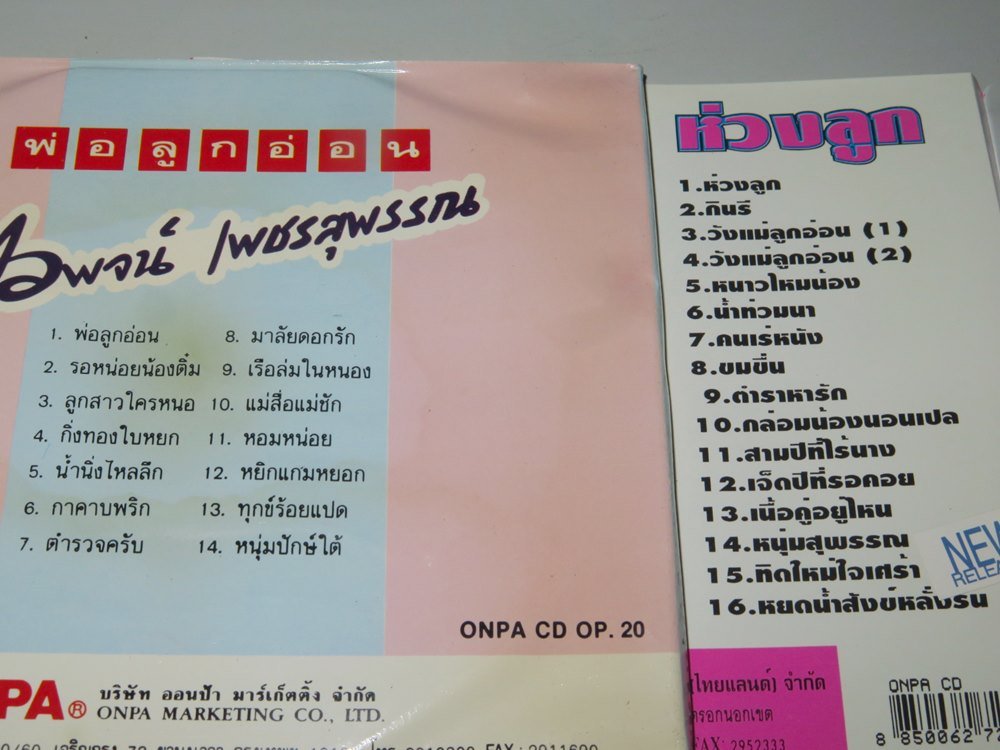 พ่อลูกอ่อน
ไวพจน์ เพชรสุพรรณ
1. พ่อลูกอ่อน
2. รอหน่อยน้องติ๋ม
3. ลูกสาวใครหนอ
4. กิ่งทองใบหยก
5. น้ำนิ่งไหลลึก
6. กาคาบพริก
7. ตำรวจครับ
8. มาลัยดอกรัก
9. เรือล่มในหนอง
10. แม่สื่อแม่ชัก
11. หอมหน่อย
12. หยิกแกมหยอก
13. ทุกข์ร้อยแปด
14. หนุ่มปักษ์ใต้
ONPA CD OP. 20
PA®
บริษัท ออนป้า มาร์เก็ตติ้ง จำกัด
ONPA MARKETING CO., LTD.
ห่วงลูก
1.ห่วงลูก
2.กินรี
3.วังแม่ลูกอ่อน (1)
4.วังแม่ลูกอ่อน (2)
5.หนาวไหมน้อง
6.น้ำท่วมนา
7.คนเร่หนัง
8.ขมขื่น
9.ตำราหารัก
10.กล่อมน้องนอนเปล
11.สามปีที่ไร้นาง
12.เจ็ดปีที่รอคอย
13.เนื้อคู่อยู่ไหน
14.หนุ่มสุพรรณ
15.ทิดใหม่ใจเศร้า
16.หยดน้ำสังข์หลั่งริน
NEW
RELEA
(ไทยแลนด์) จำกัด
ตรอกนอกเขต
FAX: 2952333
ONPA CD
8 850062